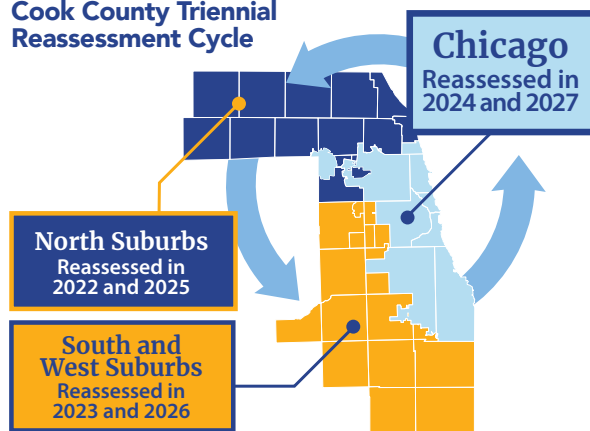 Cook County Triennial
Reassessment Cycle
Chicago
Reassessed in
2024 and 2027
North Suburbs
Reassessed in
2022 and 2025
South and
West Suburbs
Reassessed in
2023 and 2026